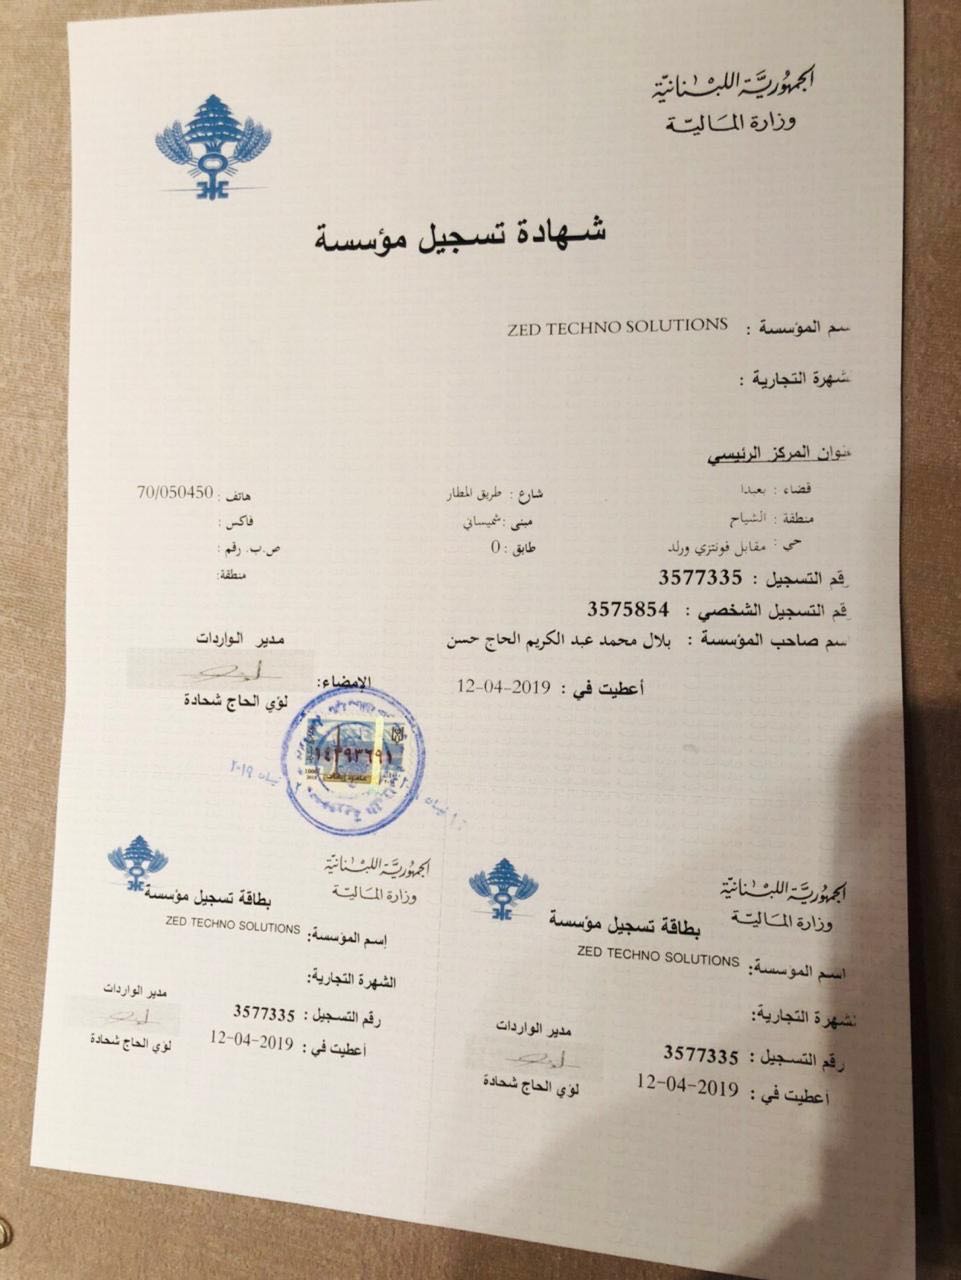 الجمهورية اللبنانية
وزارة المالية
شهادة تسجيل مؤسسة
سم المؤسسة : ZED TECHNO SOLUTIONS
شهرة التجارية :
نوان المركز الرئيسي
قضاء : بعبدا شارع : طريق المطار هاتف : 70/050450
منطقة : الشياح مبنى : شميساني فاكس :
حي : مقابل فونتزي ورلد طابق : 0 ص.ب. رقم :
منطقة:
رقم التسجيل : 3577335
رقم التسجيل الشخصي : 3575854
سم صاحب المؤسسة : بلال محمد عبد الكريم الحاج حسن
مدير الواردات
أعطيت في : 12-04-2019
الإمضاء:
لؤي الحاج شحادة
١٤٣٩٣٦٩١
نيسان ٢٠١٩
الجمهورية اللبنانية
وزارة المالية
بطاقة تسجيل مؤسسة
اسم المؤسسة: ZED TECHNO SOLUTIONS
شهرة التجارية:
مدير الواردات
رقم التسجيل : 3577335
أعطيت في : 12-04-2019
لؤي الحاج شحادة
الجمهورية اللبنانية
وزارة المالية
بطاقة تسجيل مؤسسة
إسم المؤسسة: ZED TECHNO SOLUTIONS
الشهرة التجارية:
مدير الواردات
رقم التسجيل : 3577335
أعطيت في : 12-04-2019
لؤي الحاج شحادة